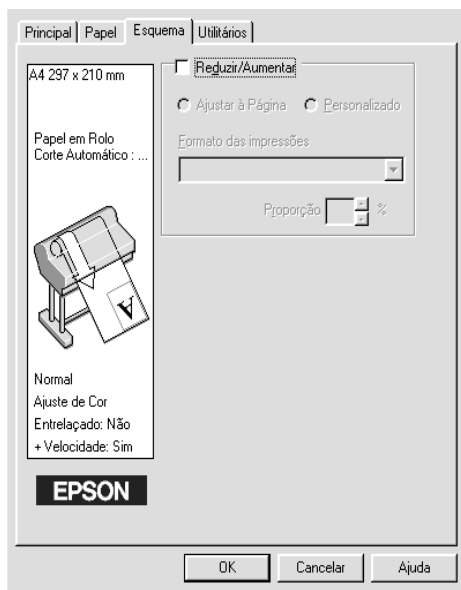 Principal Papel Esquema Utilitários
A4 297 x 210 mm
Papel em Rolo
Corte Automático : ...
A
Normal
Ajuste de Cor
Entrelaçado: Não
+ Velocidade: Sim
EPSON
Reduzir/Aumentar
Ajustar à Página Personalizado
Formato das impressões
Proporção %
OK Cancelar Ajuda